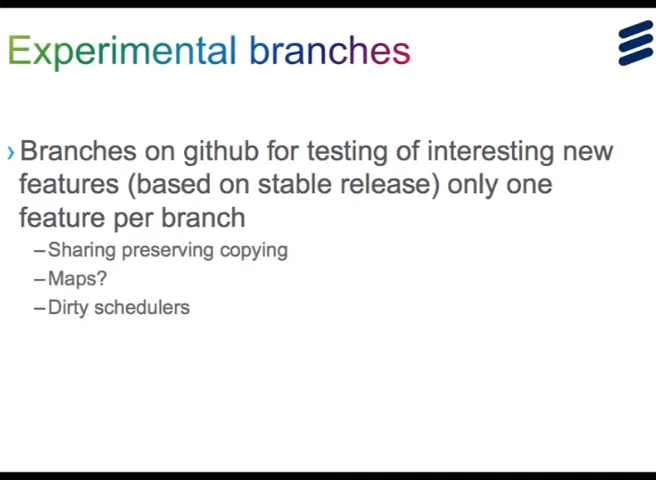 Experimental branches
›Branches on github for testing of interesting new
features (based on stable release) only one
feature per branch
–Sharing preserving copying
–Maps?
–Dirty schedulers